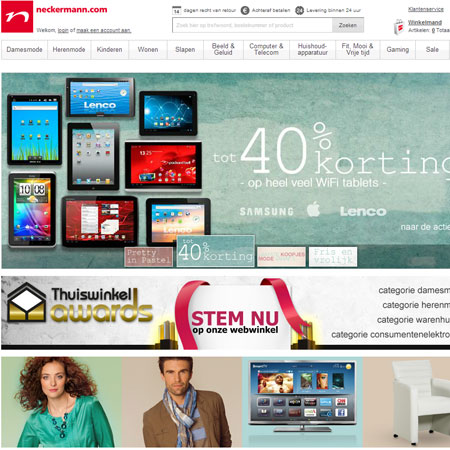 neckermann.com
14 dagen recht van retour
€ Achteraf betalen
24 Levering binnen 24 uur
Klantenservice
Welkom, login of maak een account aan.
Zoek hier op trefwoord, bestelnummer of product
Zoeken
Winkelmand
Artikelen: 0 Totaa
Damesmode
Herenmode
Kinderen
Wonen
Slapen
Beeld & Geluid
Computer & Telecom
Huishoud-apparatuur
Fit, Mooi & Vrije tijd
Gaming
Sale
Lenco
tot 40% korting
- op heel veel WiFi tablets -
SAMSUNG
Lenco
naar de actie
Pretty in Pastel
tot 40% korting
MODE KOOPJES
Fris en vrolijk
Thuiswinkel awards
STEM NU
op onze webwinkel
categorie damesm
categorie herenm
categorie warenhu
categorie consumentenelektro